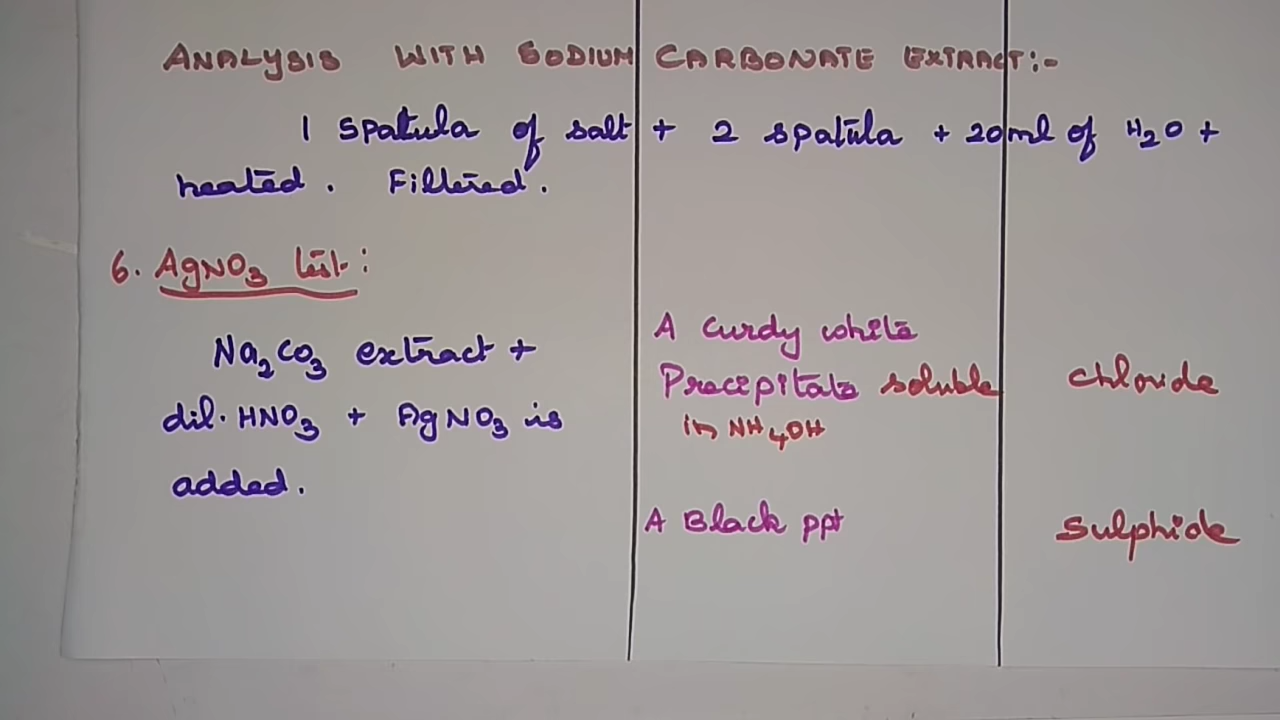 ANALYSIS WITH SODIUM CARBONATE EXTRACT:-
1 spatula of salt + 2 spatula + 20ml of H₂O +
heated. Filtered.
6. AgNO₃ test:
Na₂CO₃ extract +
dil. HNO₃ + AgNO₃ is
added.
A curdy white
Precipitate soluble
in NH₄OH
chloride
A Black ppt
Sulphide